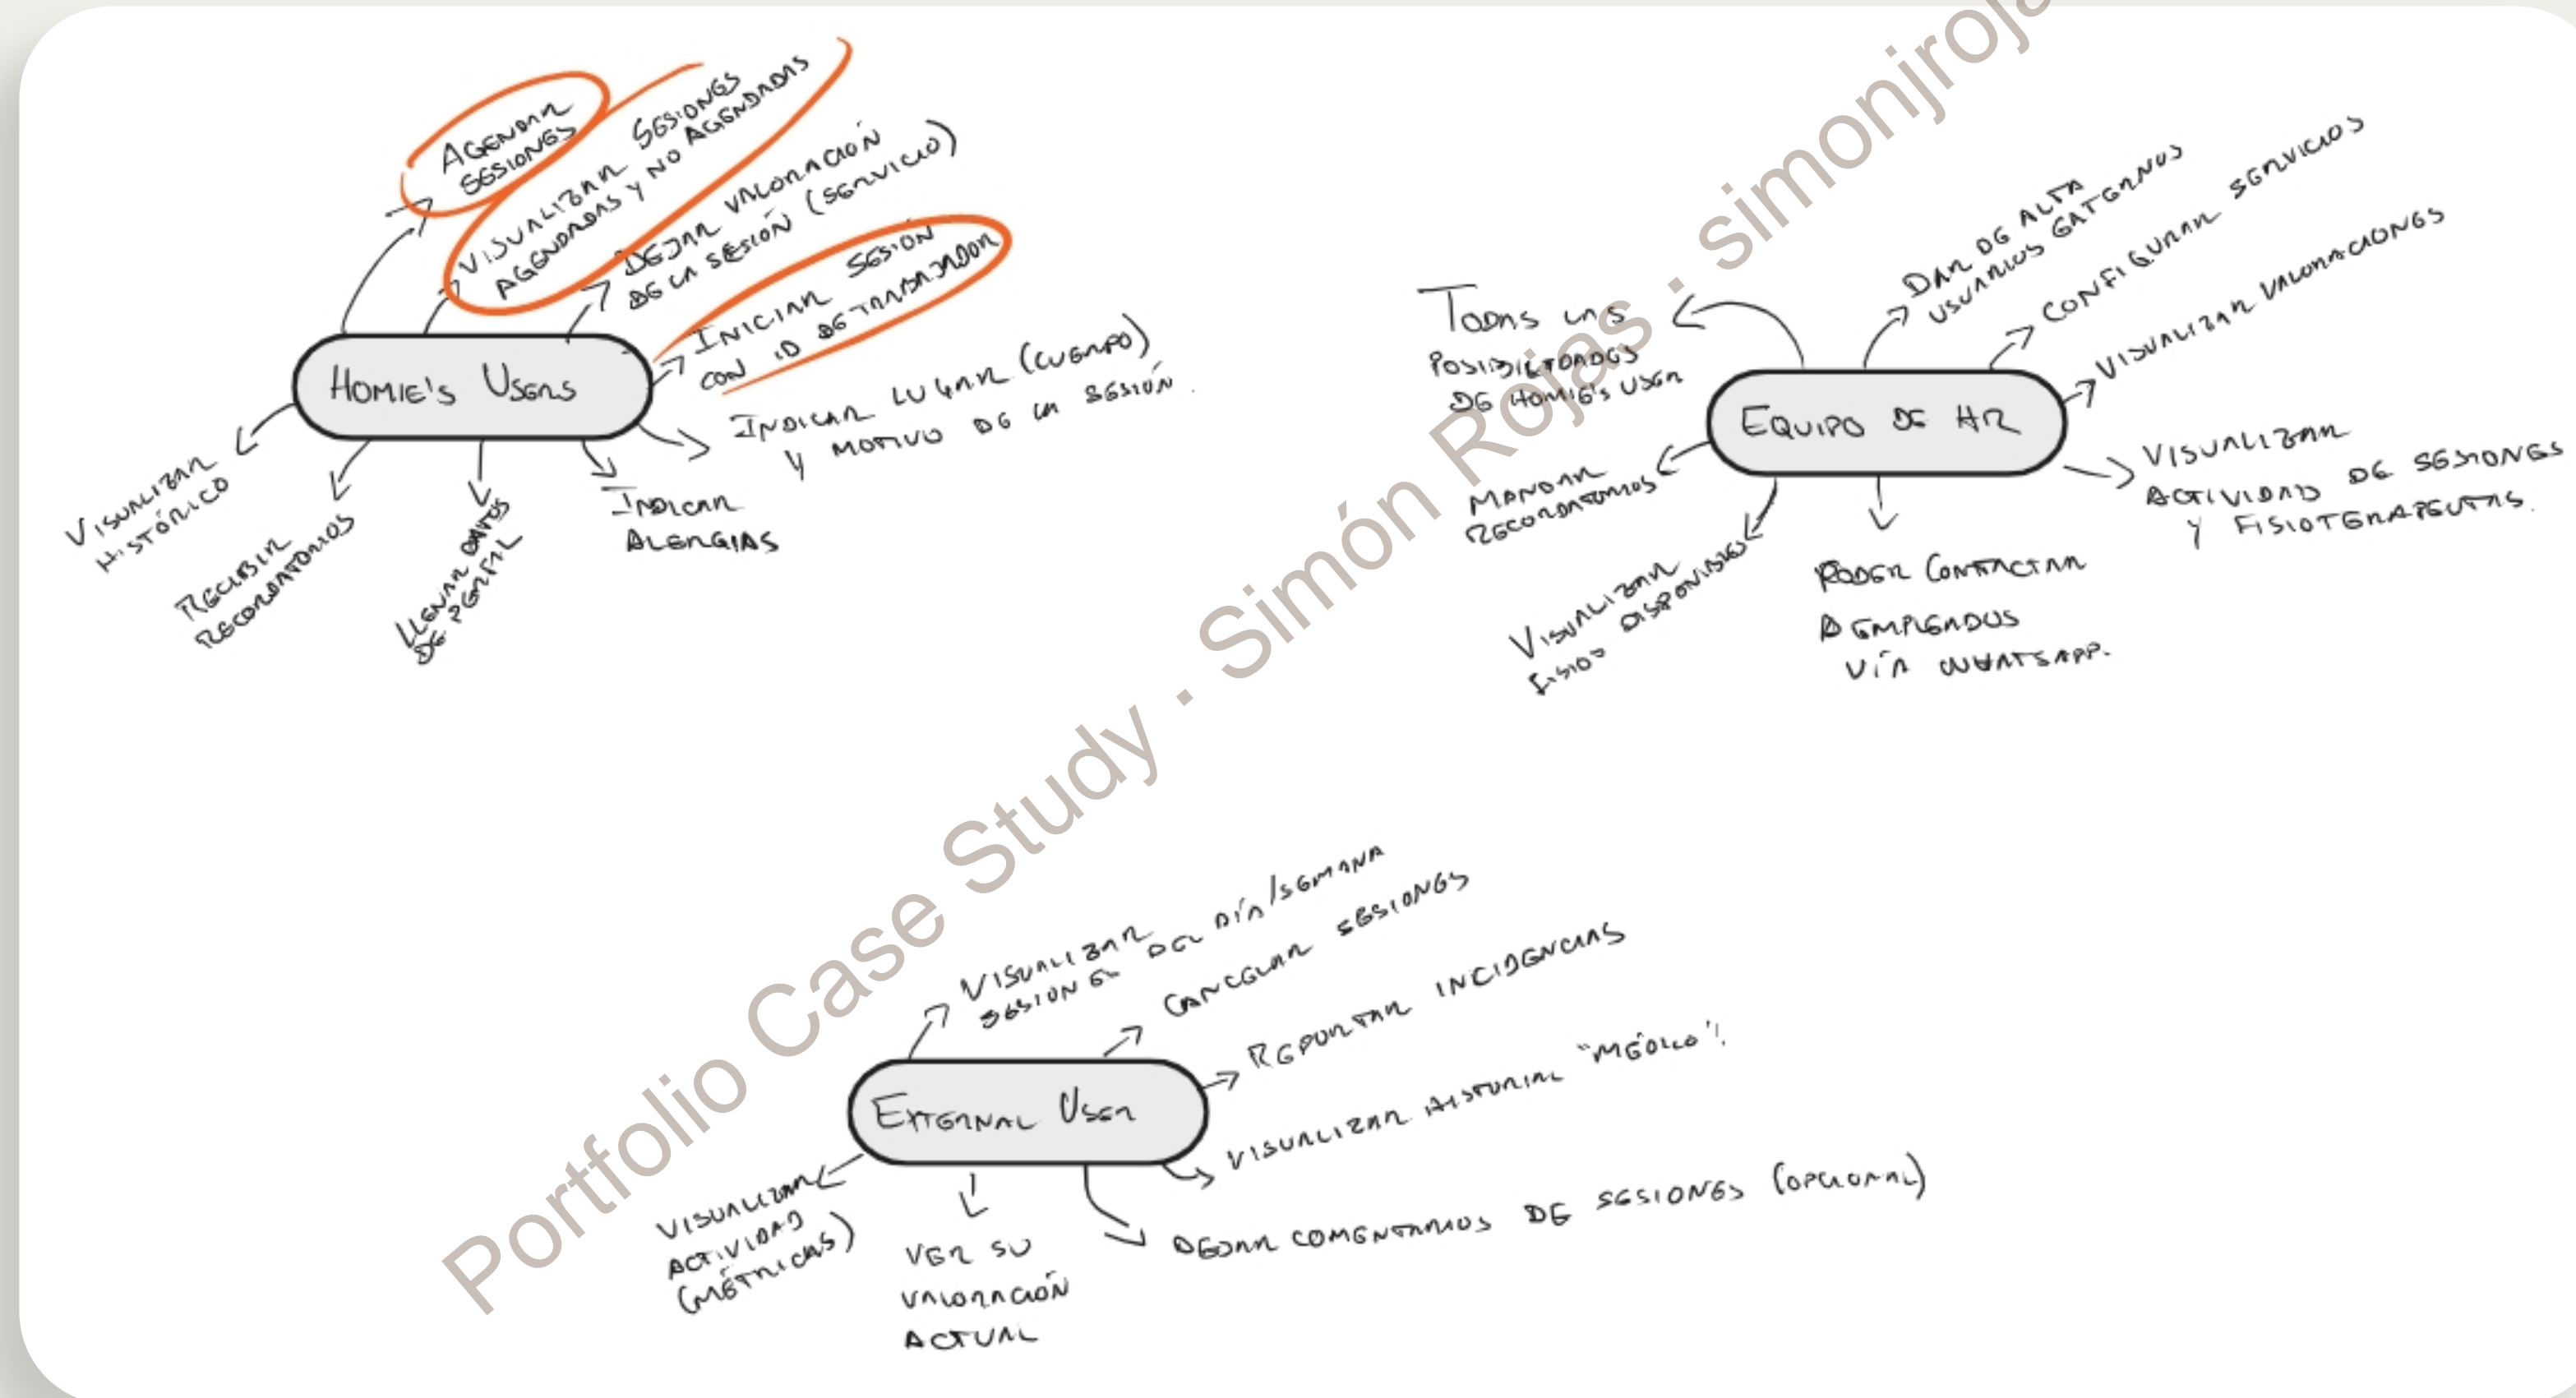 AGENDAR
SESIONES
VISUALIZAR SESIONES
AGENDADAS Y NO AGENDADAS
DEJAR VALORACIÓN
DE LA SESIÓN (SERVICIO)
INICIAR SESIÓN
CON ID DE TRABAJADOR
INDICAR LUGAR (CUERPO)
Y MOTIVO DE LA SESIÓN.
HOMIE'S USERS
INDICAR
ALERGIAS
LLENAR DATOS
DE PERFIL
RECIBIR
RECORDATORIOS
VISUALIZAR
HISTÓRICO
TODAS LAS
POSIBILIDADES
DE HOMIE'S USER
DAR DE ALTA
USUARIOS EXTERNOS
CONFIGURAR SERVICIOS
VISUALIZAR VALORACIONES
EQUIPO DE HR
VISUALIZAR
ACTIVIDAD DE SESIONES
Y FISIOTERAPEUTAS.
PODER CONTACTAR
A EMPLEADOS
VÍA WHATSAPP.
VISUALIZAR
FISIOS DISPONIBLES
MANDAR
RECORDATORIOS
VISUALIZAR
SESIONES DEL DÍA/SEMANA
CANCELAR SESIONES
REPORTAR INCIDENCIAS
VISUALIZAR HISTORIAL "MÉDICO".
EXTERNAL USER
DEJAR COMENTARIOS DE SESIONES (OPCIONAL)
VER SU
VALORACIÓN
ACTUAL
VISUALIZAR
ACTIVIDAD
(MÉTRICAS)
Portfolio Case Study · Simón Rojas · simonjroja